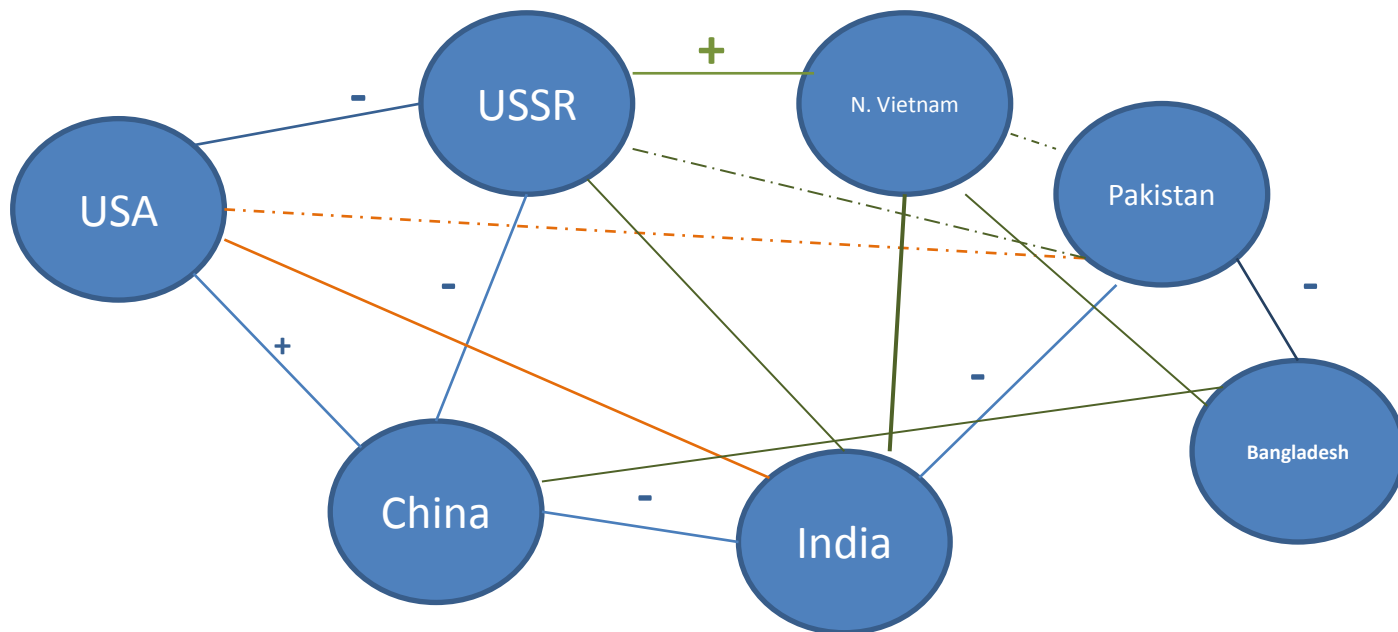 +
-
USSR
N. Vietnam
Pakistan
USA
-
-
+
-
Bangladesh
-
China
India